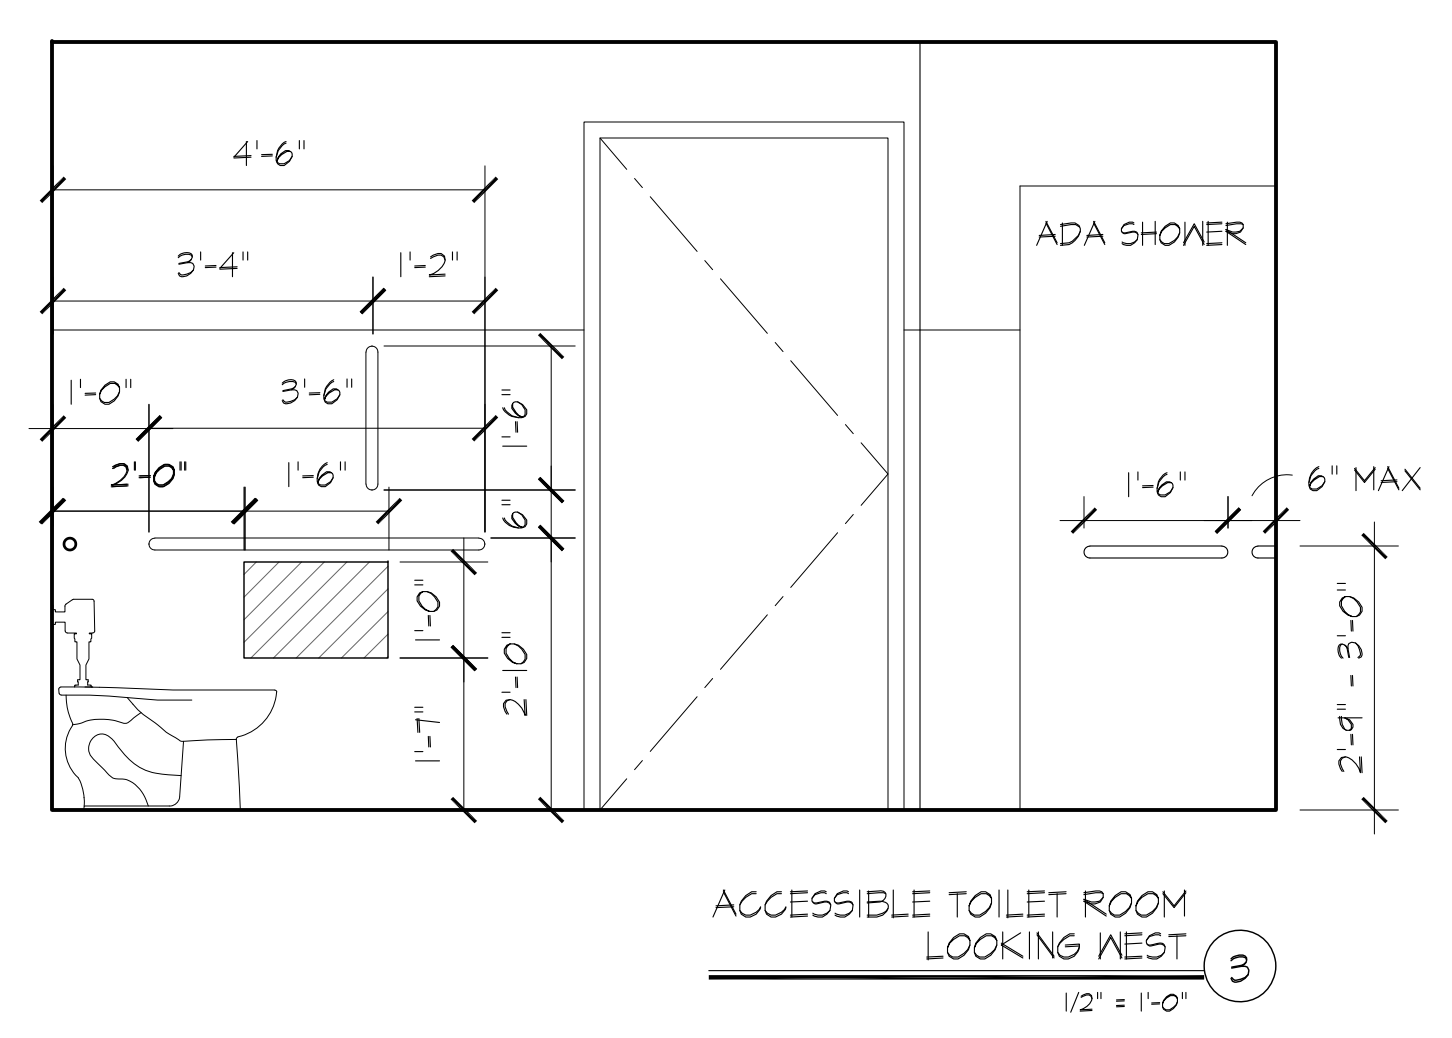 4'-6"
3'-4"
1'-2"
ADA SHOWER
1'-0"
3'-6"
1'-6"
2'-0"
1'-6"
6"
1'-6"
6" MAX
1'-0"
2'-10"
1'-7"
2'-9" - 3'-0"
ACCESSIBLE TOILET ROOM
LOOKING WEST
3
1/2" = 1'-0"